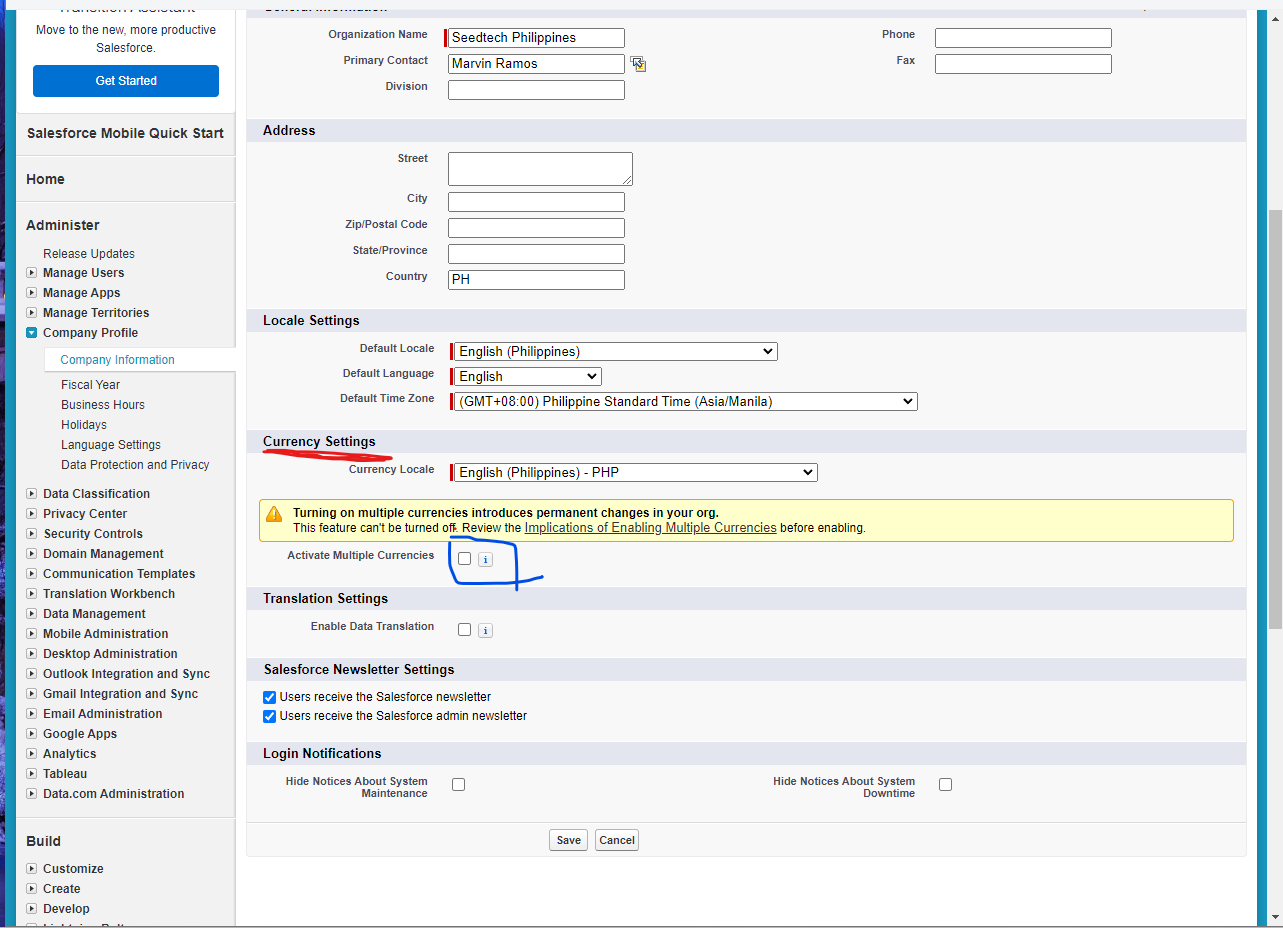 Move to the new, more productive
Salesforce.
Get Started
Salesforce Mobile Quick Start
Home
Administer
Release Updates
Manage Users
Manage Apps
Manage Territories
Company Profile
Company Information
Fiscal Year
Business Hours
Holidays
Language Settings
Data Protection and Privacy
Data Classification
Privacy Center
Security Controls
Domain Management
Communication Templates
Translation Workbench
Data Management
Mobile Administration
Desktop Administration
Outlook Integration and Sync
Gmail Integration and Sync
Email Administration
Google Apps
Analytics
Tableau
Data.com Administration
Build
Customize
Create
Develop
Organization Name Seedtech Philippines Phone
Primary Contact Marvin Ramos Fax
Division
Address
Street
City
Zip/Postal Code
State/Province
Country PH
Locale Settings
Default Locale English (Philippines)
Default Language English
Default Time Zone (GMT+08:00) Philippine Standard Time (Asia/Manila)
Currency Settings
Currency Locale English (Philippines) - PHP
Turning on multiple currencies introduces permanent changes in your org.
This feature can't be turned off. Review the Implications of Enabling Multiple Currencies before enabling.
Activate Multiple Currencies i
Translation Settings
Enable Data Translation i
Salesforce Newsletter Settings
Users receive the Salesforce newsletter
Users receive the Salesforce admin newsletter
Login Notifications
Hide Notices About System Maintenance
Hide Notices About System Downtime
Save Cancel